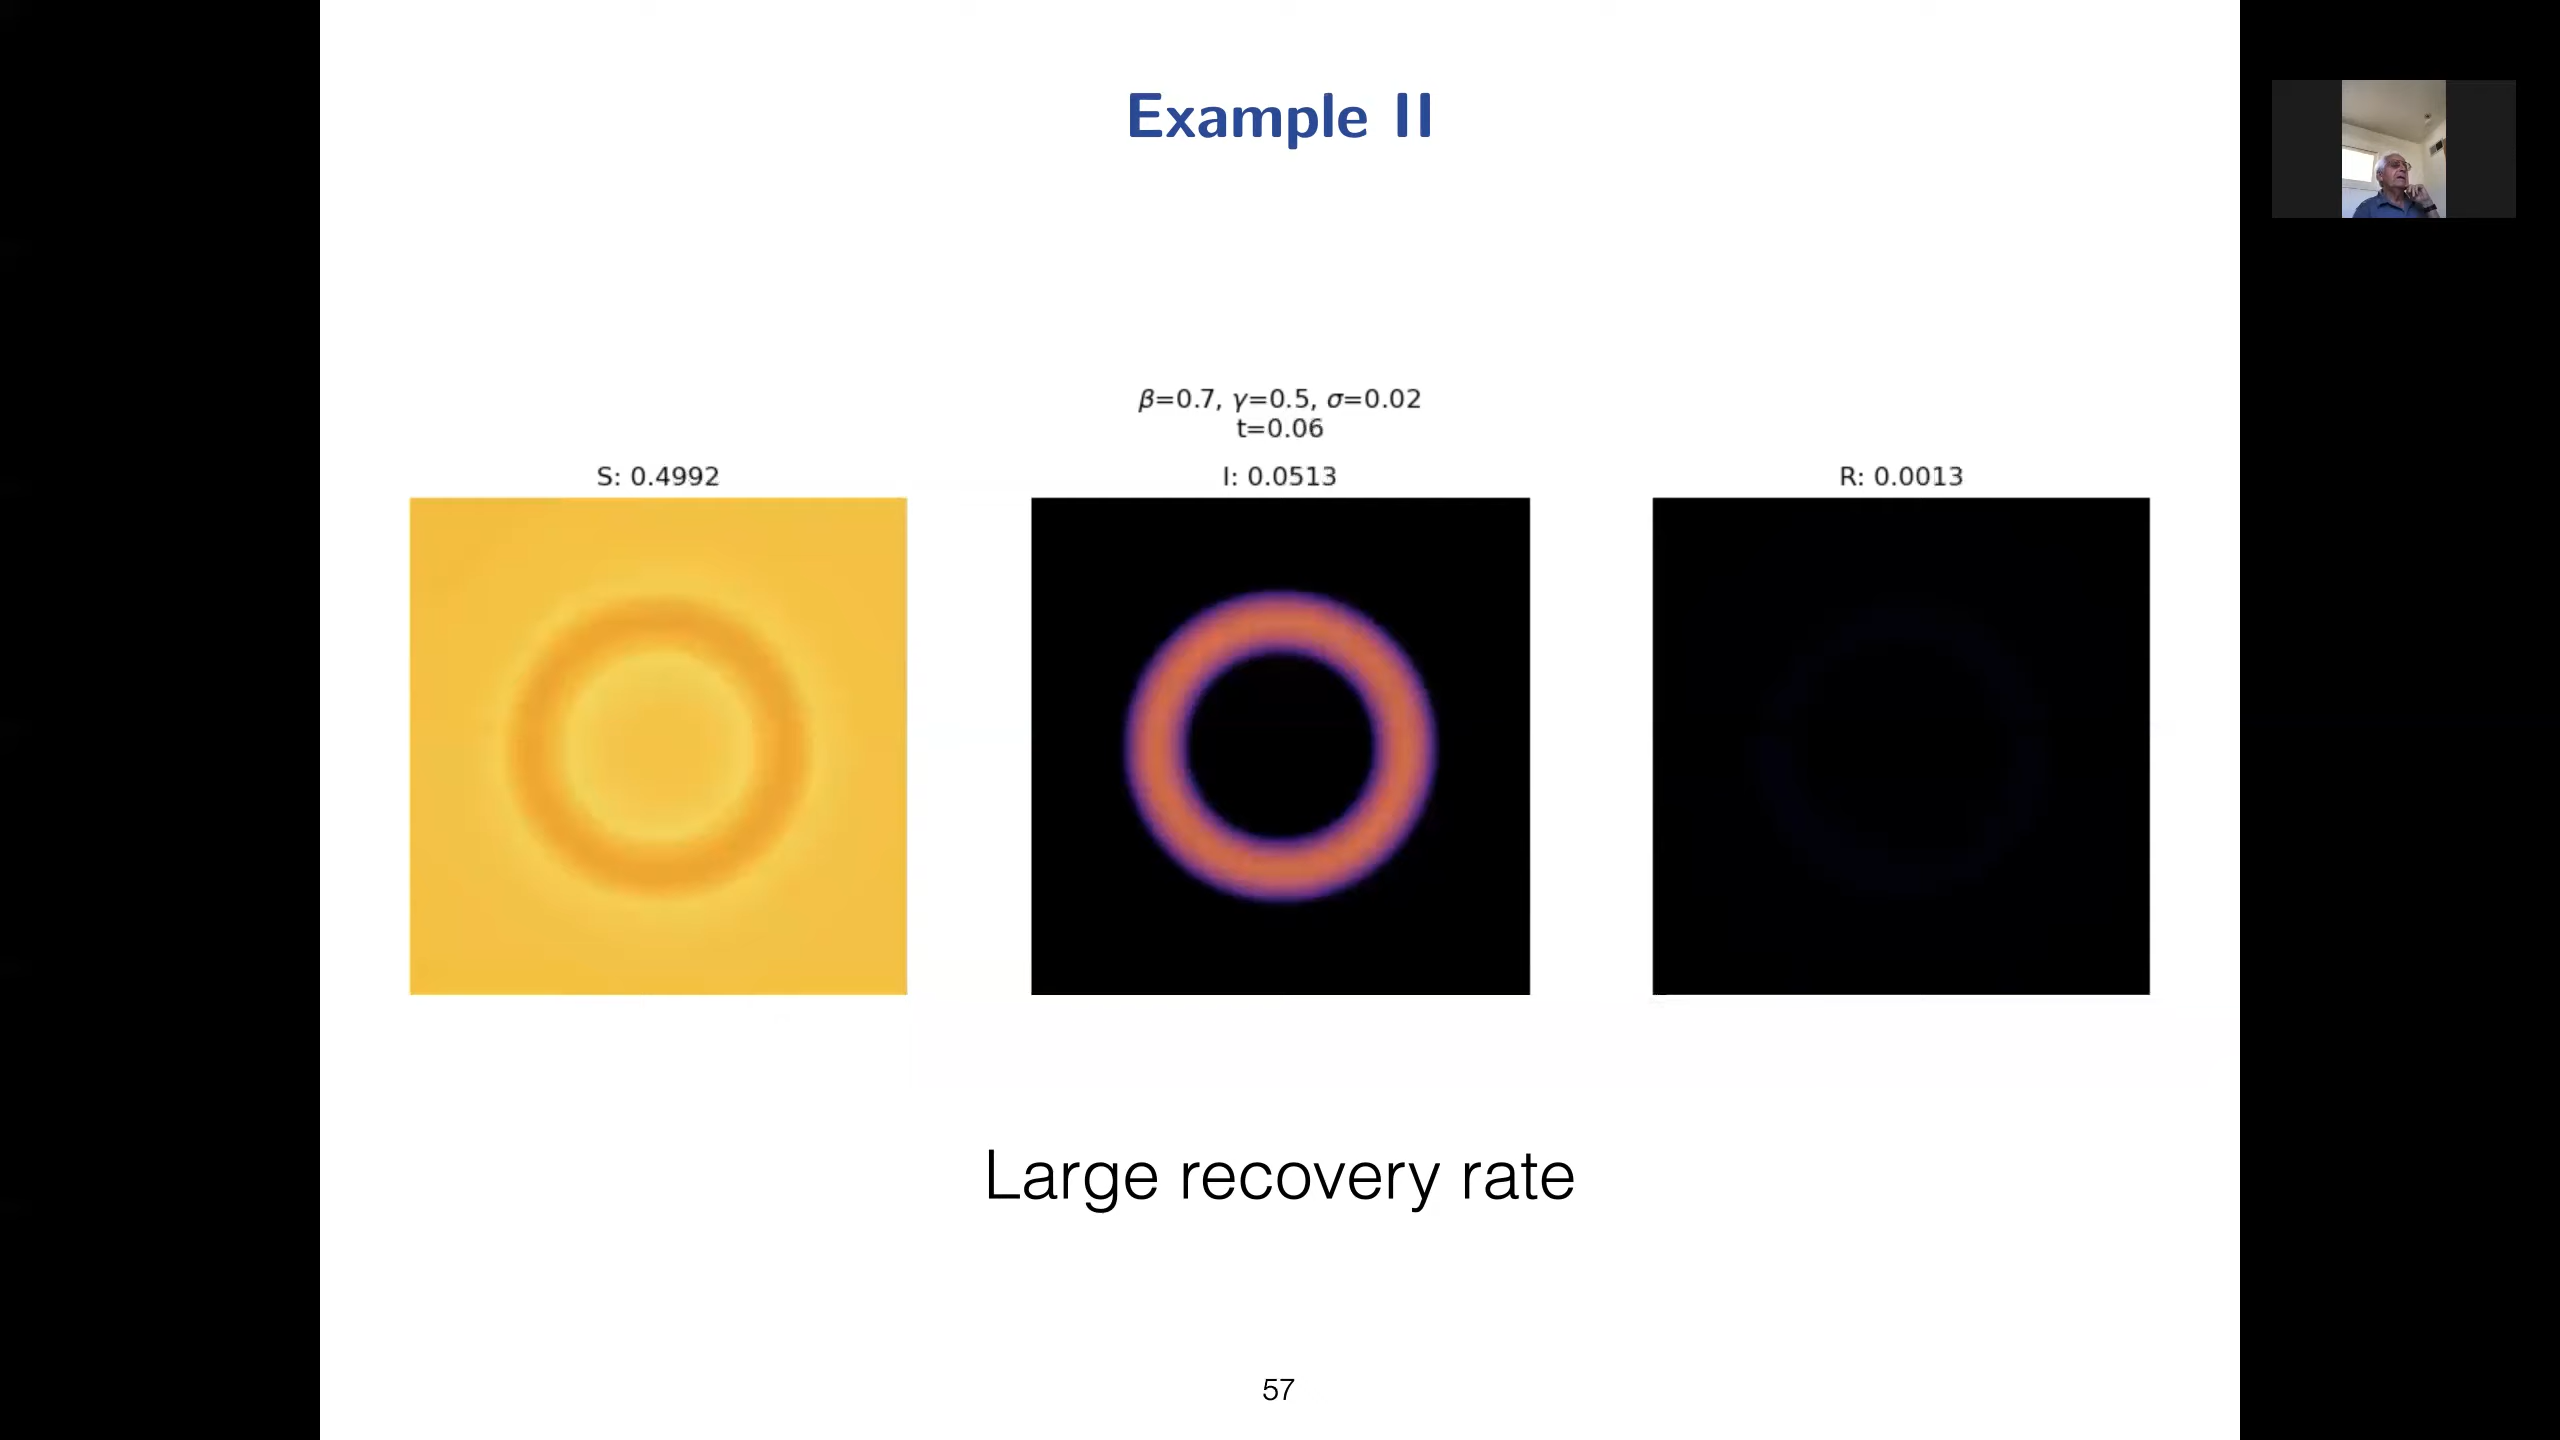 Example II
β=0.7, γ=0.5, σ=0.02
t=0.06
S: 0.4992
I: 0.0513
R: 0.0013
Large recovery rate
57